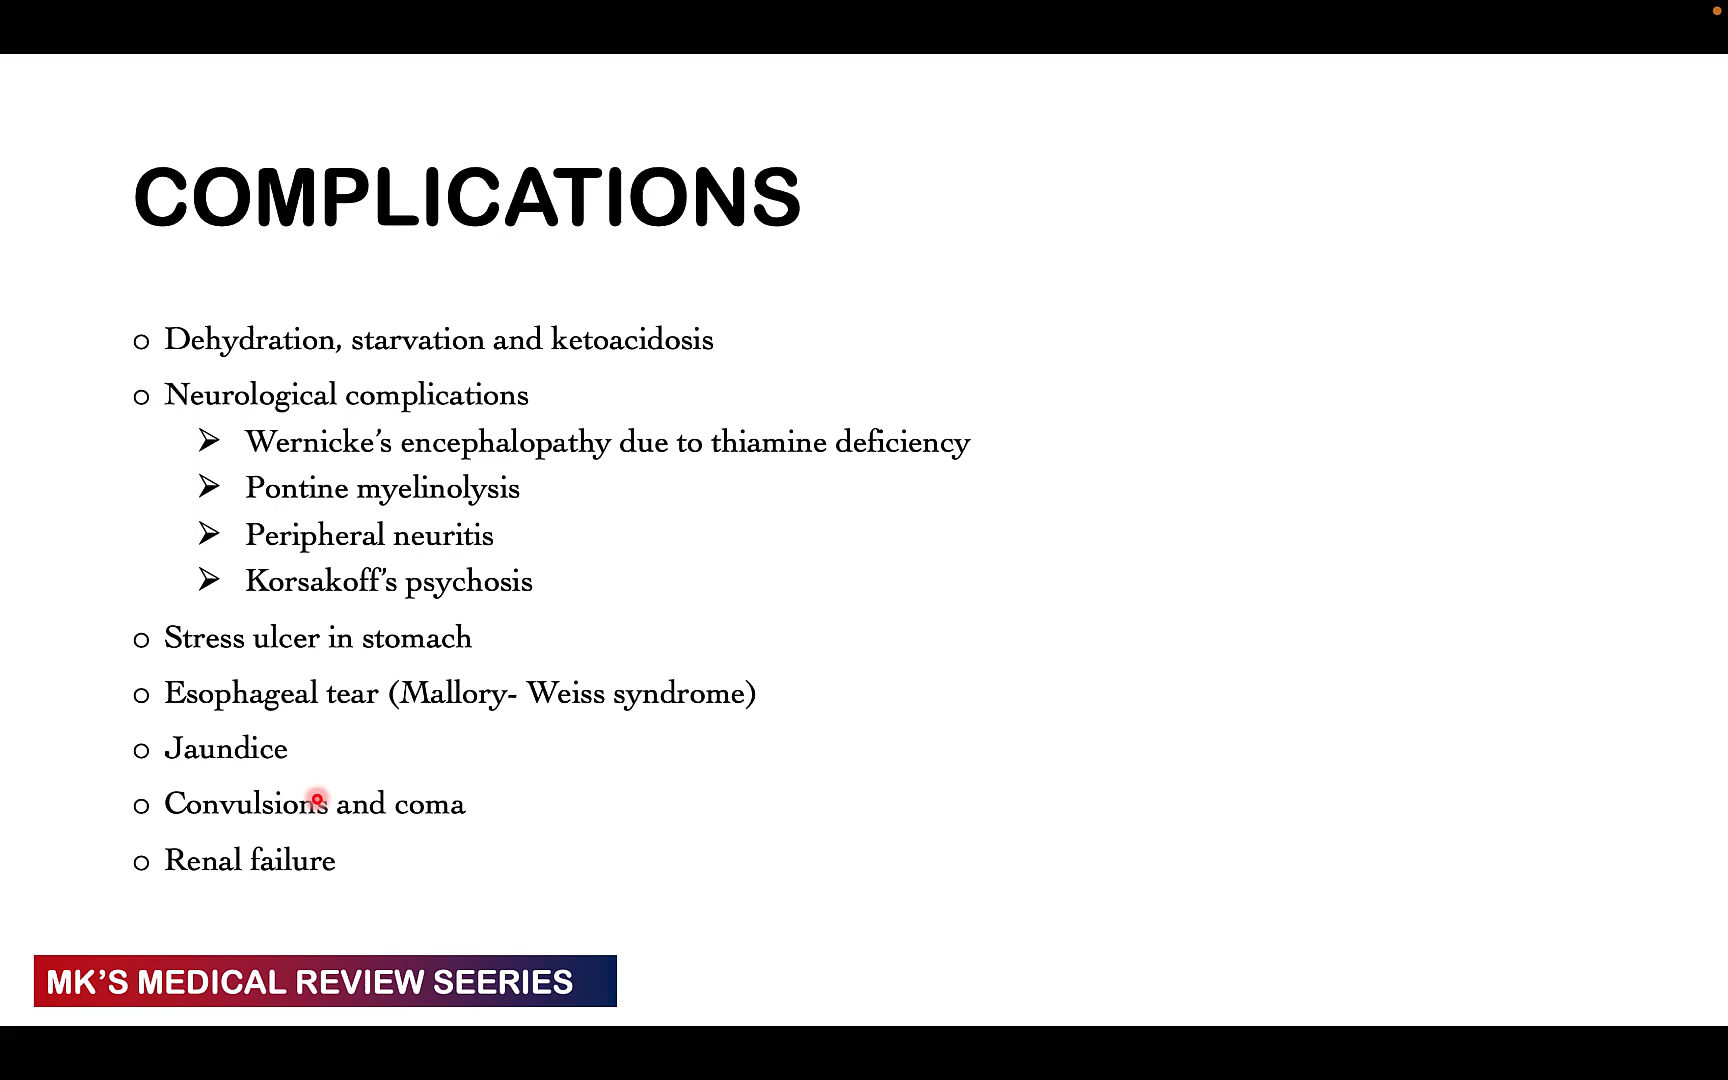 COMPLICATIONS
Dehydration, starvation and ketoacidosis
Neurological complications
Wernicke’s encephalopathy due to thiamine deficiency
Pontine myelinolysis
Peripheral neuritis
Korsakoff’s psychosis
Stress ulcer in stomach
Esophageal tear (Mallory- Weiss syndrome)
Jaundice
Convulsions and coma
Renal failure
MK’S MEDICAL REVIEW SEERIES